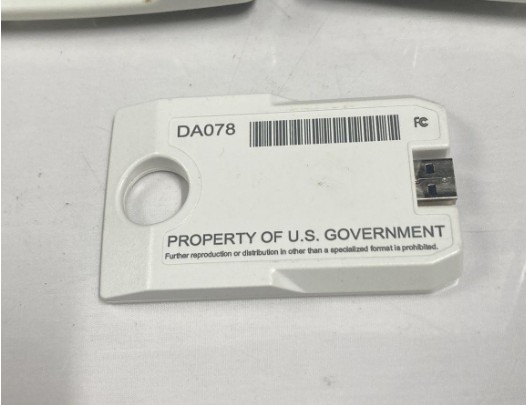 DA078
FC
PROPERTY OF U.S. GOVERNMENT
Further reproduction or distribution in other than a specialized format is prohibited.